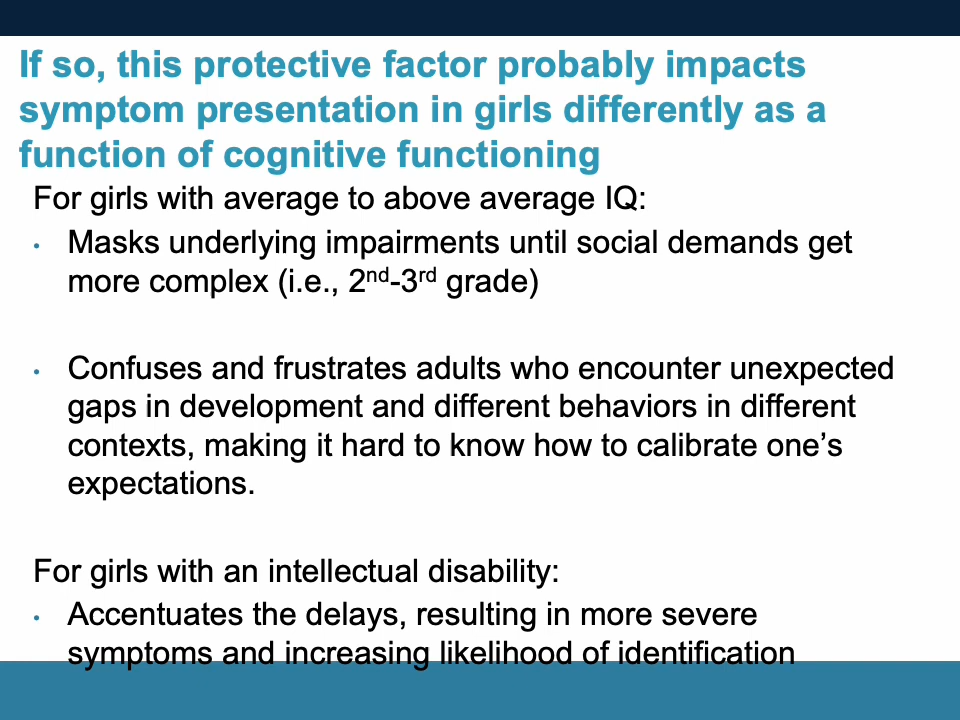 If so, this protective factor probably impacts
symptom presentation in girls differently as a
function of cognitive functioning
For girls with average to above average IQ:
• Masks underlying impairments until social demands get
more complex (i.e., 2nd-3rd grade)
• Confuses and frustrates adults who encounter unexpected
gaps in development and different behaviors in different
contexts, making it hard to know how to calibrate one’s
expectations.
For girls with an intellectual disability:
• Accentuates the delays, resulting in more severe
symptoms and increasing likelihood of identification